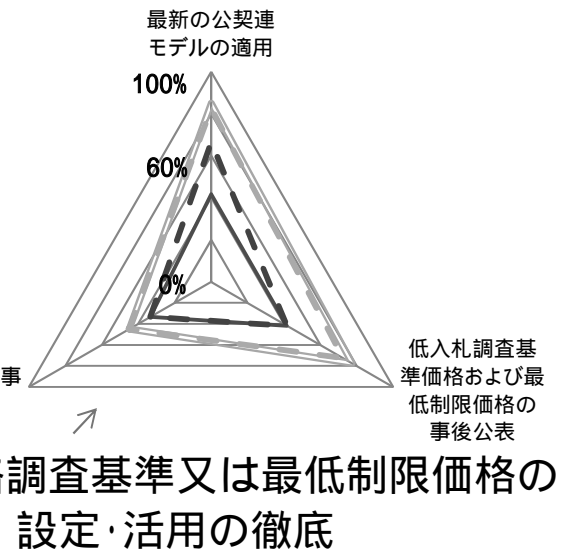 最新の公契連
モデルの適用
100%
60%
0%
低入札調査基
準価格および最
低制限価格の
事後公表
事
調査基準又は最低制限価格の
設定・活用の徹底